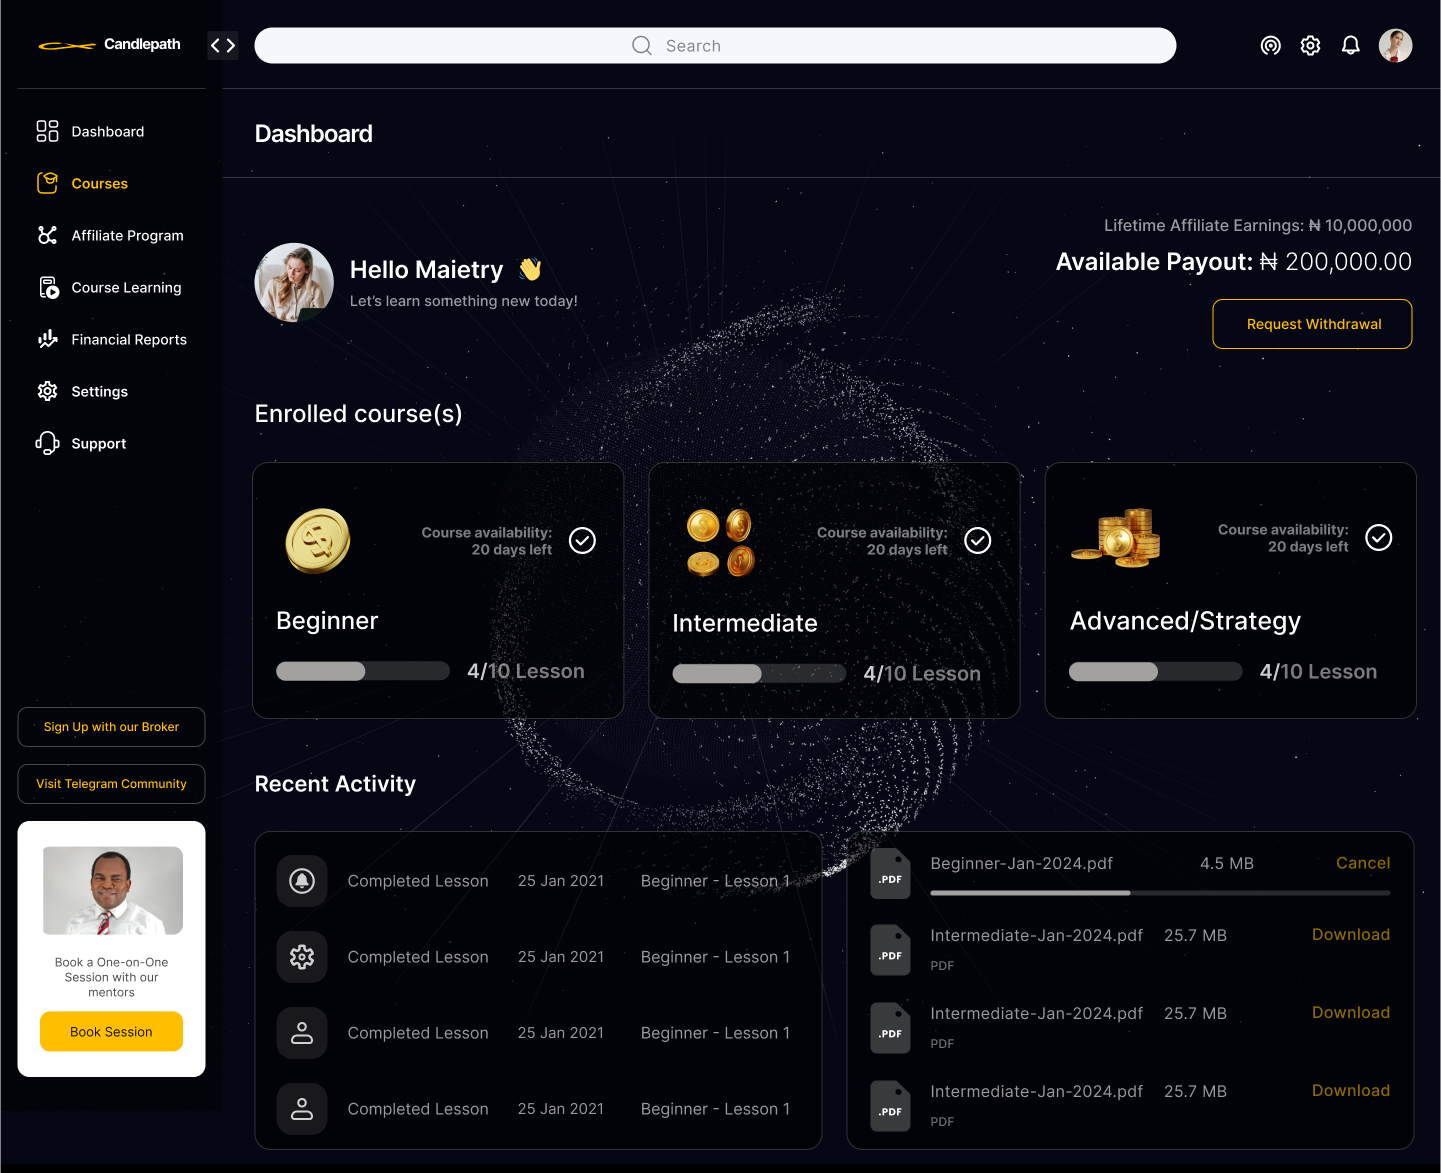 Candlepath
Search
Dashboard
Courses
Affiliate Program
Course Learning
Financial Reports
Settings
Support
Sign Up with our Broker
Visit Telegram Community
Book a One-on-One
Session with our
mentors
Book Session
Dashboard
Hello Maietry 👋
Let's learn something new today!
Lifetime Affiliate Earnings: ₦ 10,000,000
Available Payout: ₦ 200,000.00
Request Withdrawal
Enrolled course(s)
Course availability:
20 days left
Beginner
4/10 Lesson
Course availability:
20 days left
Intermediate
4/10 Lesson
Course availability:
20 days left
Advanced/Strategy
4/10 Lesson
Recent Activity
Completed Lesson 25 Jan 2021 Beginner - Lesson 1
Completed Lesson 25 Jan 2021 Beginner - Lesson 1
Completed Lesson 25 Jan 2021 Beginner - Lesson 1
Completed Lesson 25 Jan 2021 Beginner - Lesson 1
.PDF Beginner-Jan-2024.pdf 4.5 MB Cancel
.PDF Intermediate-Jan-2024.pdf 25.7 MB Download
PDF
.PDF Intermediate-Jan-2024.pdf 25.7 MB Download
PDF
.PDF Intermediate-Jan-2024.pdf 25.7 MB Download
PDF